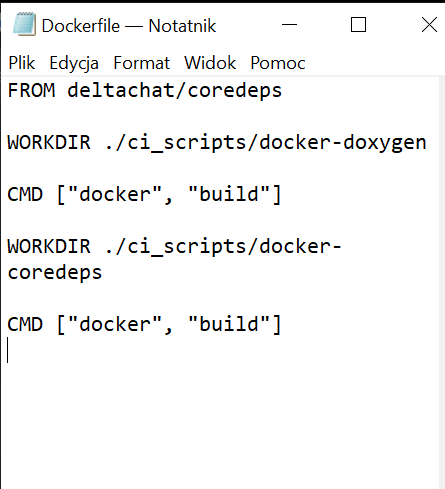 Dockerfile — Notatnik
Plik Edycja Format Widok Pomoc
FROM deltachat/coredeps
WORKDIR ./ci_scripts/docker-doxygen
CMD ["docker", "build"]
WORKDIR ./ci_scripts/docker-
coredeps
CMD ["docker", "build"]